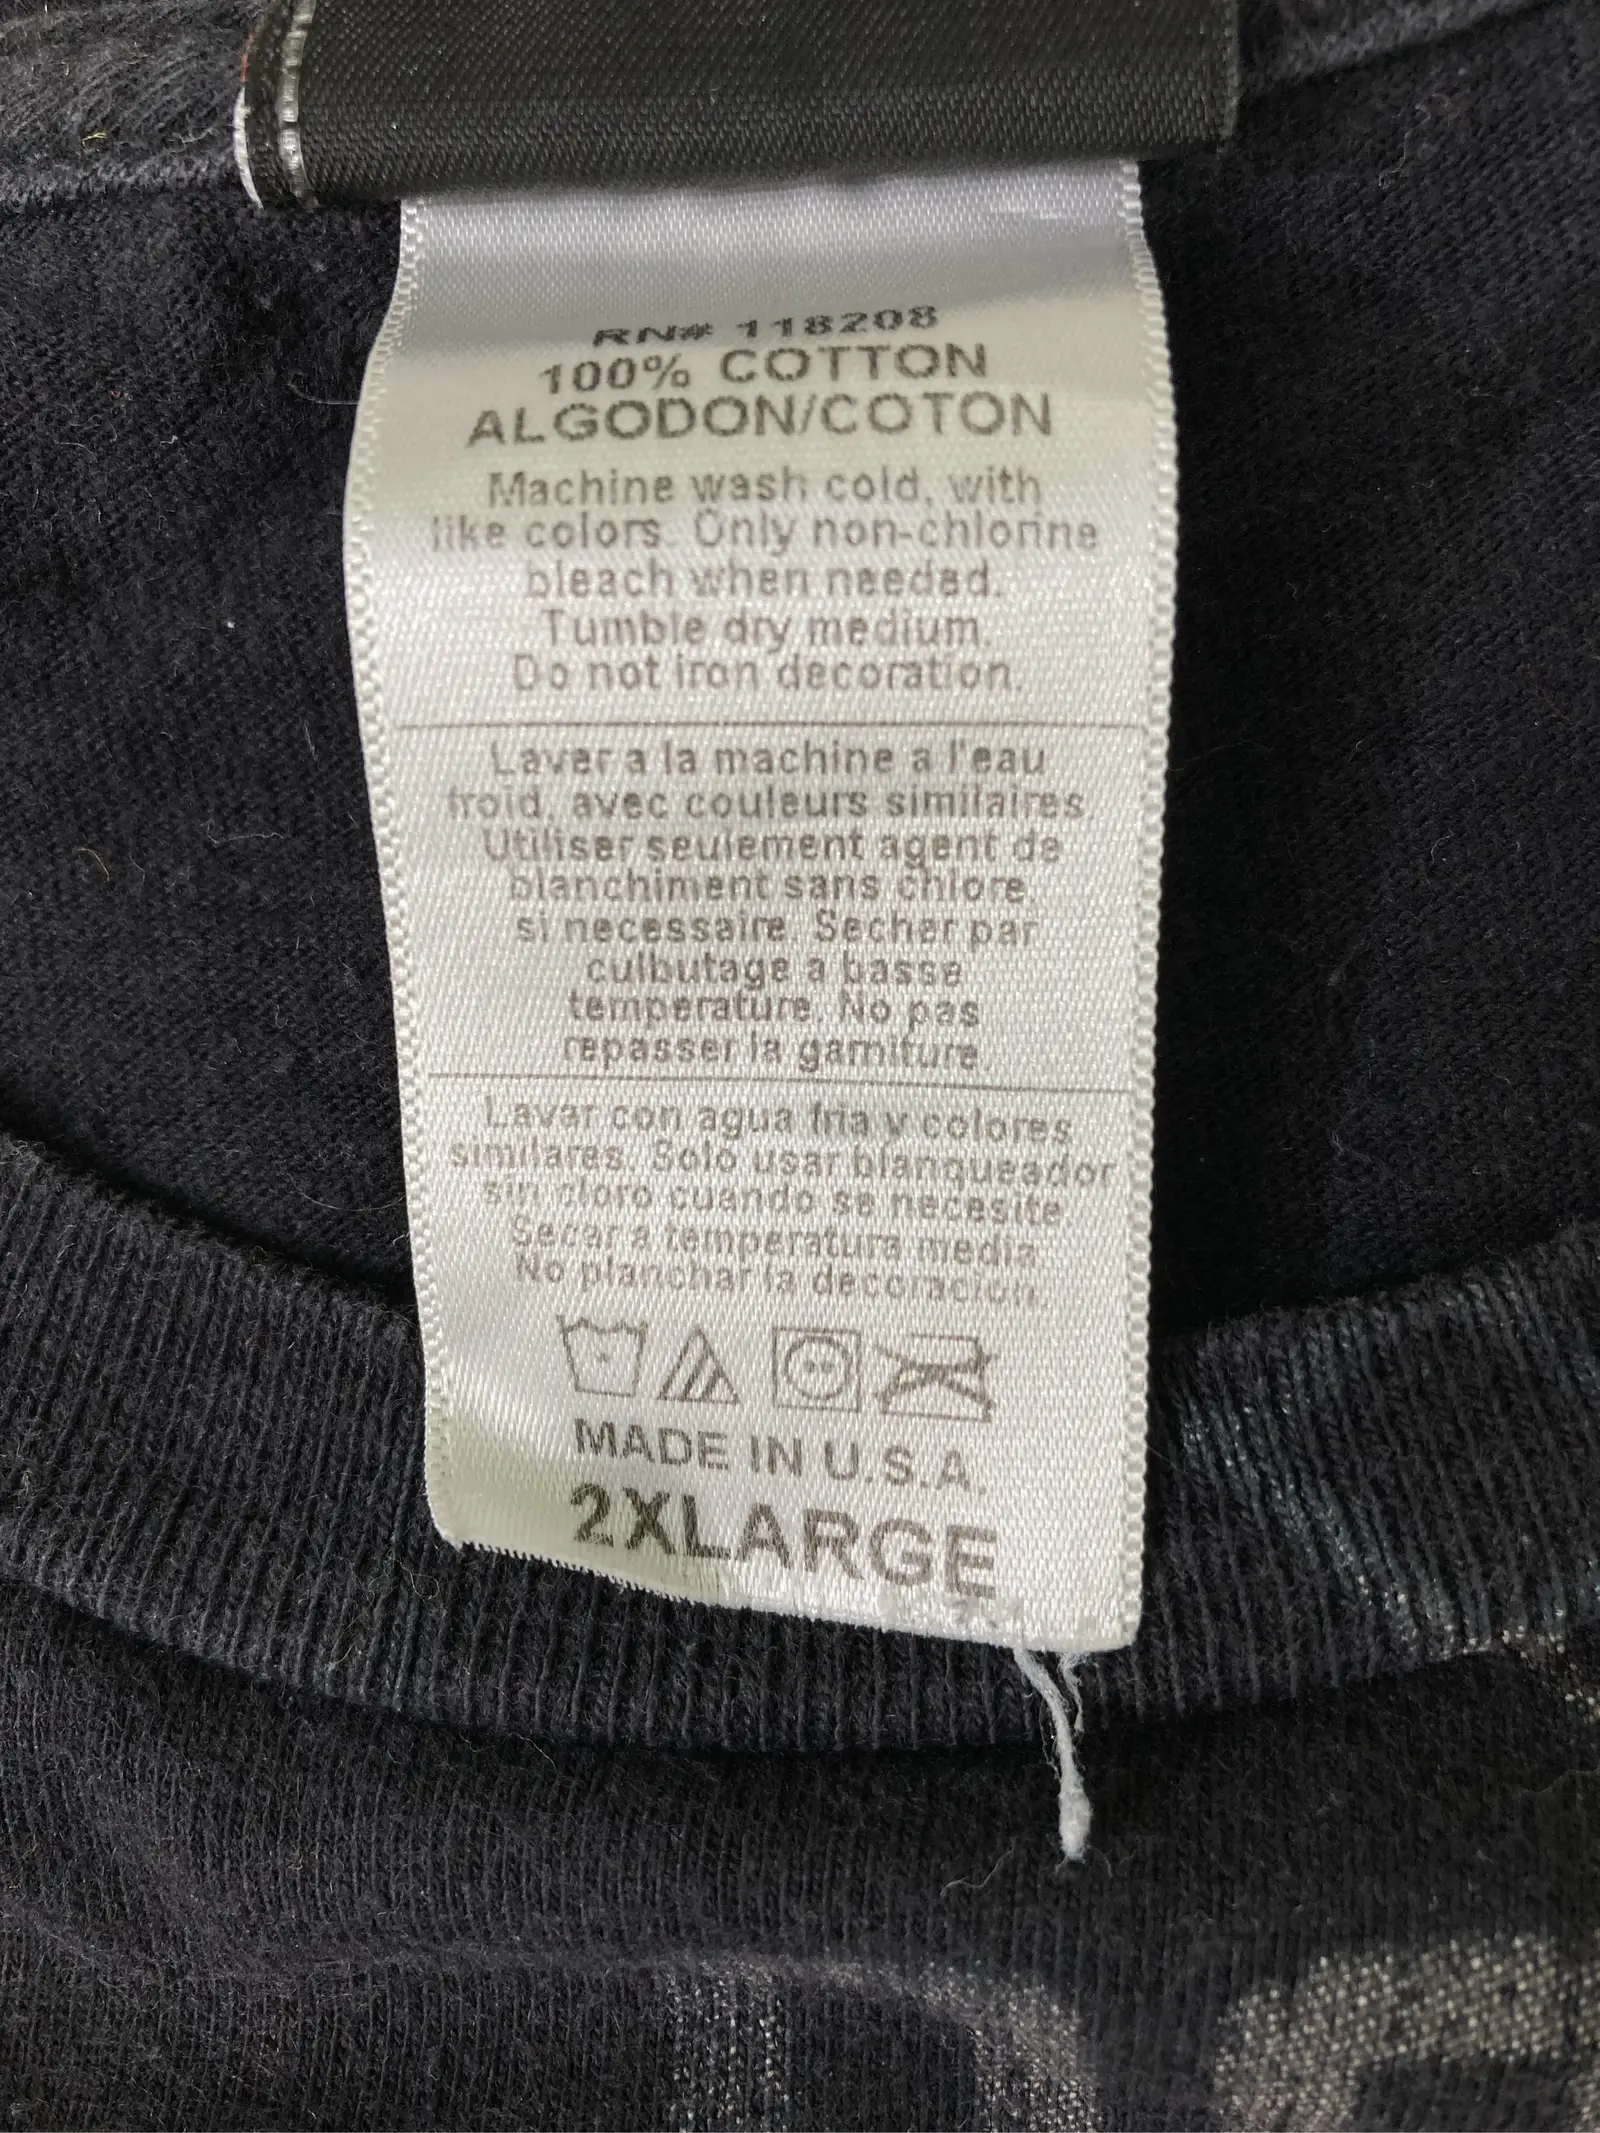 RN# 118208
100% COTTON
ALGODON/COTON
Machine wash cold, with
like colors. Only non-chlorine
bleach when needed.
Tumble dry medium.
Do not iron decoration.
Laver a la machine a l'eau
froid, avec couleurs similaires
Utiliser seulement agent de
blanchiment sans chlore
si necessaire. Secher par
culbutage a basse
temperature. No pas
repasser la garniture
Lavar con agua fria y colores
similares. Solo usar blanqueador
sin cloro cuando se necesite.
Secar a temperatura media
No planchar la decoracion.
MADE IN U.S.A.
2XLARGE